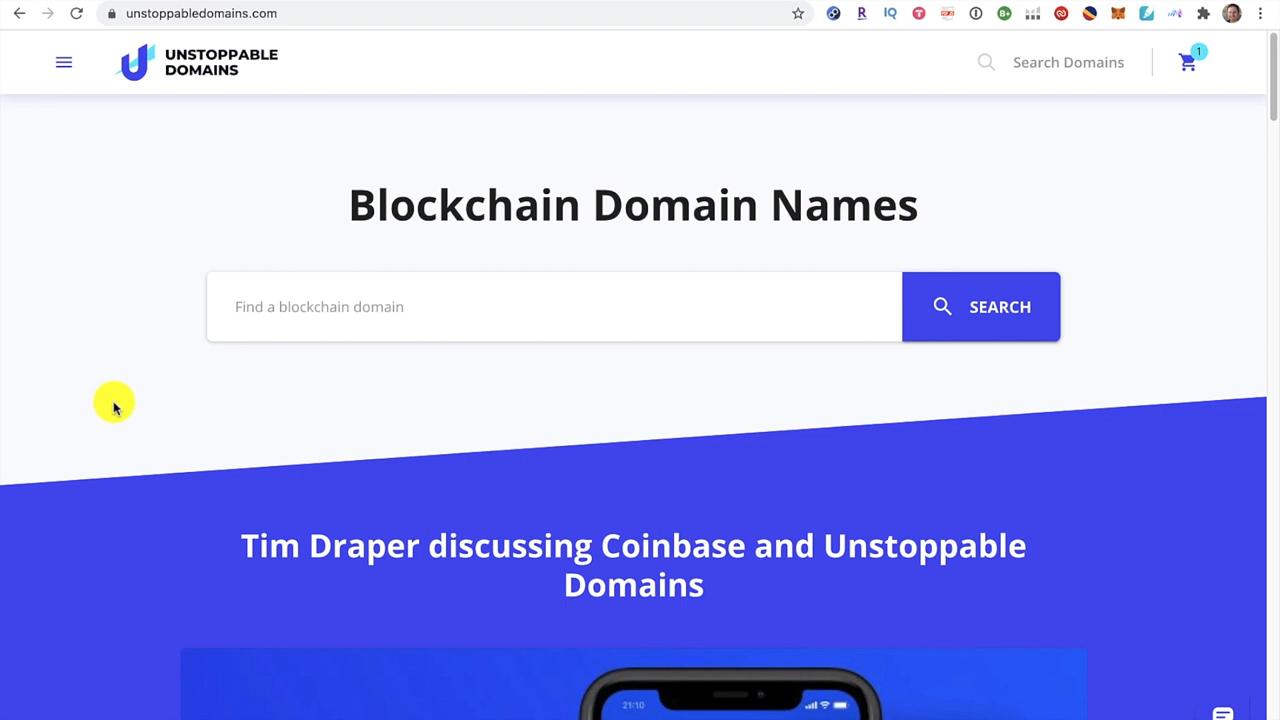 unstoppabledomains.com
UNSTOPPABLE
DOMAINS
Search Domains
1
Blockchain Domain Names
Find a blockchain domain
SEARCH
Tim Draper discussing Coinbase and Unstoppable
Domains
21:10